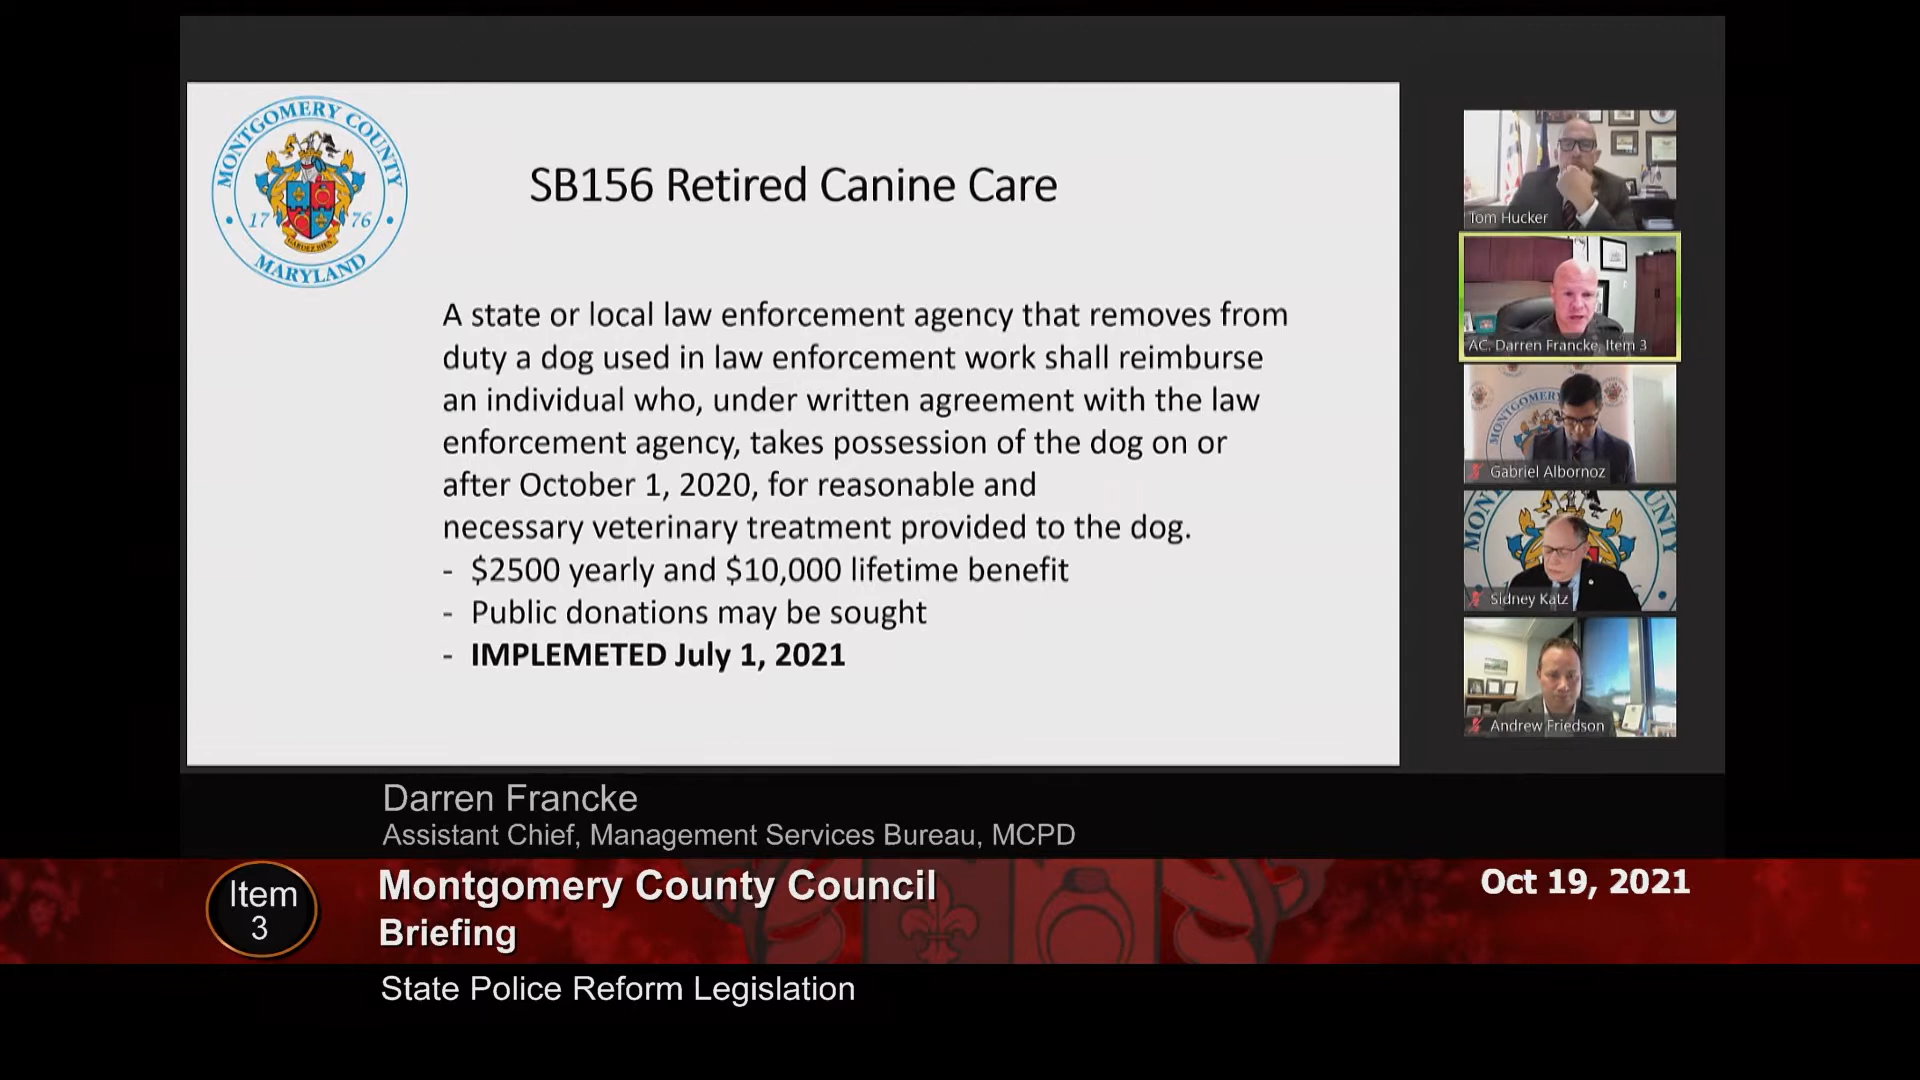 MONTGOMERY COUNTY
17 76
GARDEZ BIEN
MARYLAND
SB156 Retired Canine Care
A state or local law enforcement agency that removes from
duty a dog used in law enforcement work shall reimburse
an individual who, under written agreement with the law
enforcement agency, takes possession of the dog on or
after October 1, 2020, for reasonable and
necessary veterinary treatment provided to the dog.
- $2500 yearly and $10,000 lifetime benefit
- Public donations may be sought
- IMPLEMETED July 1, 2021
Tom Hucker
AC. Darren Francke, Item 3
MONTGOMERY
Gabriel Albornoz
MON UNTY
Sidney Katz
Andrew Friedson
Darren Francke
Assistant Chief, Management Services Bureau, MCPD
Item
3
Montgomery County Council
Briefing
Oct 19, 2021
State Police Reform Legislation